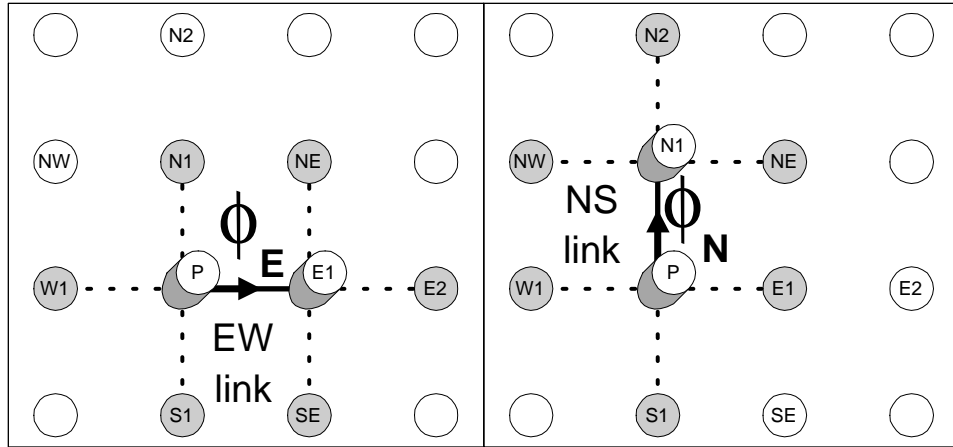 N2
NW N1 NE
ϕ
E
W1 P E1 E2
EW
link
S1 SE
N2
N1
NW NE
NS
link
ϕ
N
W1 P E1 E2
S1 SE